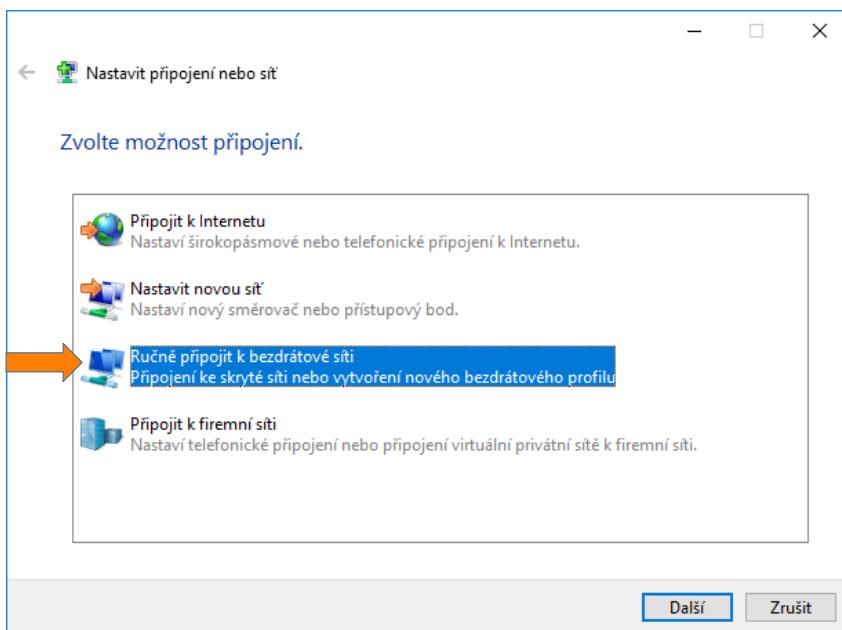 Nastavit připojení nebo síť
Zvolte možnost připojení.
Připojit k Internetu
Nastaví širokopásmové nebo telefonické připojení k Internetu.
Nastavit novou síť
Nastaví nový směrovač nebo přístupový bod.
Ručně připojit k bezdrátové síti
Připojení ke skryté síti nebo vytvoření nového bezdrátového profilu
Připojit k firemní síti
Nastaví telefonické připojení nebo připojení virtuální privátní sítě k firemní síti.
Další
Zrušit